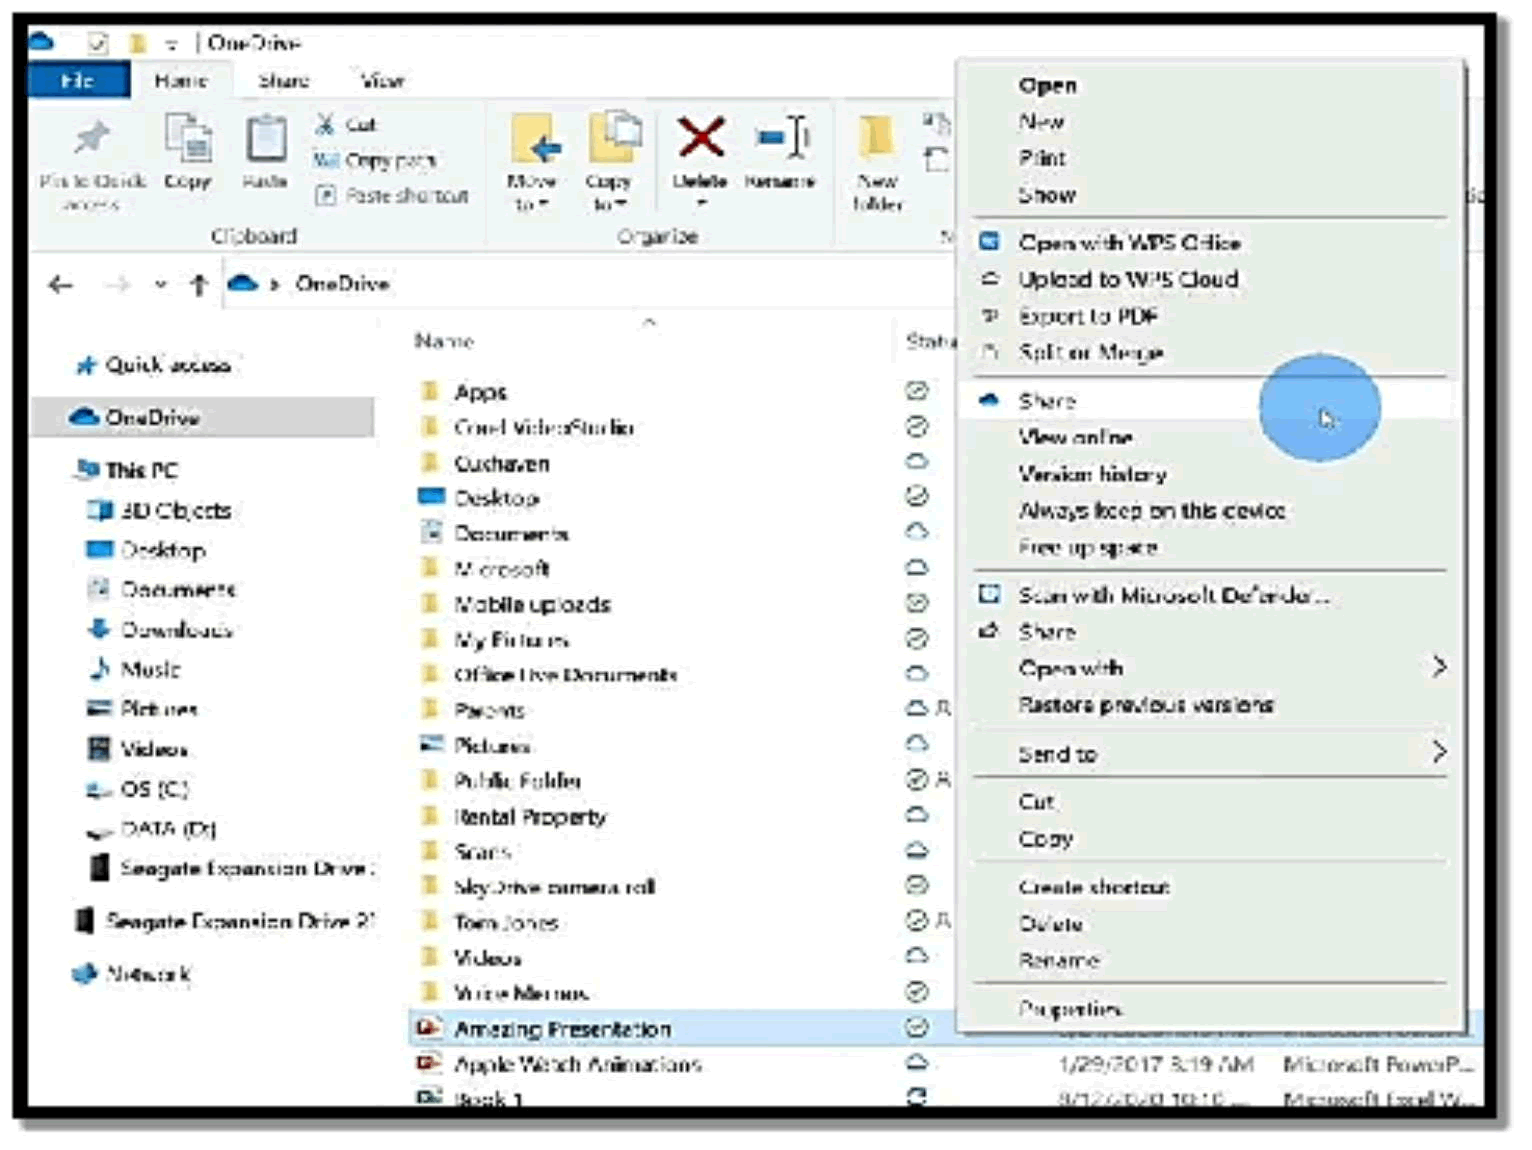 OneDrive
File Home Share View
Pin to Quick access
Copy
Paste
Cut
Copy path
Paste shortcut
Move to
Copy to
Delete
Rename
New folder
Clipboard
Organize
OneDrive
Name
Status
Quick access
OneDrive
This PC
3D Objects
Desktop
Documents
Downloads
Music
Pictures
Videos
OS (C:)
DATA (D:)
Seagate Expansion Drive
Seagate Expansion Drive
Network
Apps
Corel VideoStudio
Cuxhaven
Desktop
Documents
Microsoft
Mobile uploads
My Pictures
Office Live Documents
Parents
Pictures
Public Folder
Rental Property
Scans
SkyDrive camera roll
Tom Jones
Videos
Voice Memos
Amazing Presentation
Apple Watch Animations 1/29/2017 8:19 AM Microsoft PowerP...
Book 1 8/12/2020 10:10 ... Microsoft Excel W...
Open
New
Print
Show
Open with WPS Office
Upload to WPS Cloud
Export to PDF
Split or Merge
Share
View online
Version history
Always keep on this device
Free up space
Scan with Microsoft Defender...
Share
Open with
Restore previous versions
Send to
Cut
Copy
Create shortcut
Delete
Rename
Properties